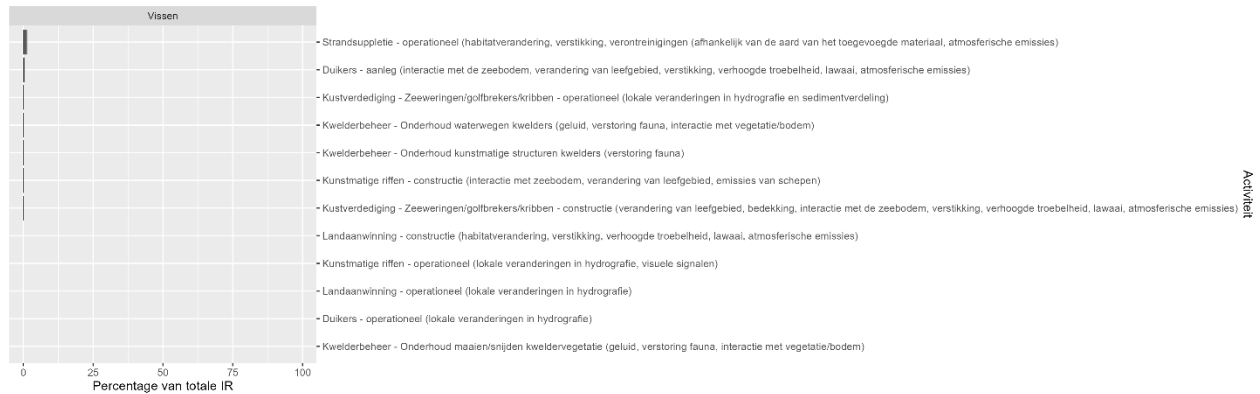 Vissen
Strandsuppletie - operationeel (habitatverandering, verstikking, verontreinigingen (afhankelijk van de aard van het toegevoegde materiaal, atmosferische emissies)
Duikers - aanleg (interactie met de zeebodem, verandering van leefgebied, verstikking, verhoogde troebelheid, lawaai, atmosferische emissies)
Kustverdediging - Zeeweringen/golfbrekers/kribben - operationeel (lokale veranderingen in hydrografie en sedimentverdeling)
Kwelderbeheer - Onderhoud waterwegen kwelders (geluid, verstoring fauna, interactie met vegetatie/bodem)
Kwelderbeheer - Onderhoud kunstmatige structuren kwelders (verstoring fauna)
Kunstmatige riffen - constructie (interactie met zeebodem, verandering van leefgebied, emissies van schepen)
Kustverdediging - Zeeweringen/golfbrekers/kribben - constructie (verandering van leefgebied, bedekking, interactie met de zeebodem, verstikking, verhoogde troebelheid, lawaai, atmosferische emissies)
Landaanwinning - constructie (habitatverandering, verstikking, verhoogde troebelheid, lawaai, atmosferische emissies)
Kunstmatige riffen - operationeel (lokale veranderingen in hydrografie, visuele signalen)
Landaanwinning - operationeel (lokale veranderingen in hydrografie)
Duikers - operationeel (lokale veranderingen in hydrografie)
Kwelderbeheer - Onderhoud maaien/snijden kweldervegetatie (geluid, verstoring fauna, interactie met vegetatie/bodem)
0 25 50 75 100
Percentage van totale IR
Activiteit